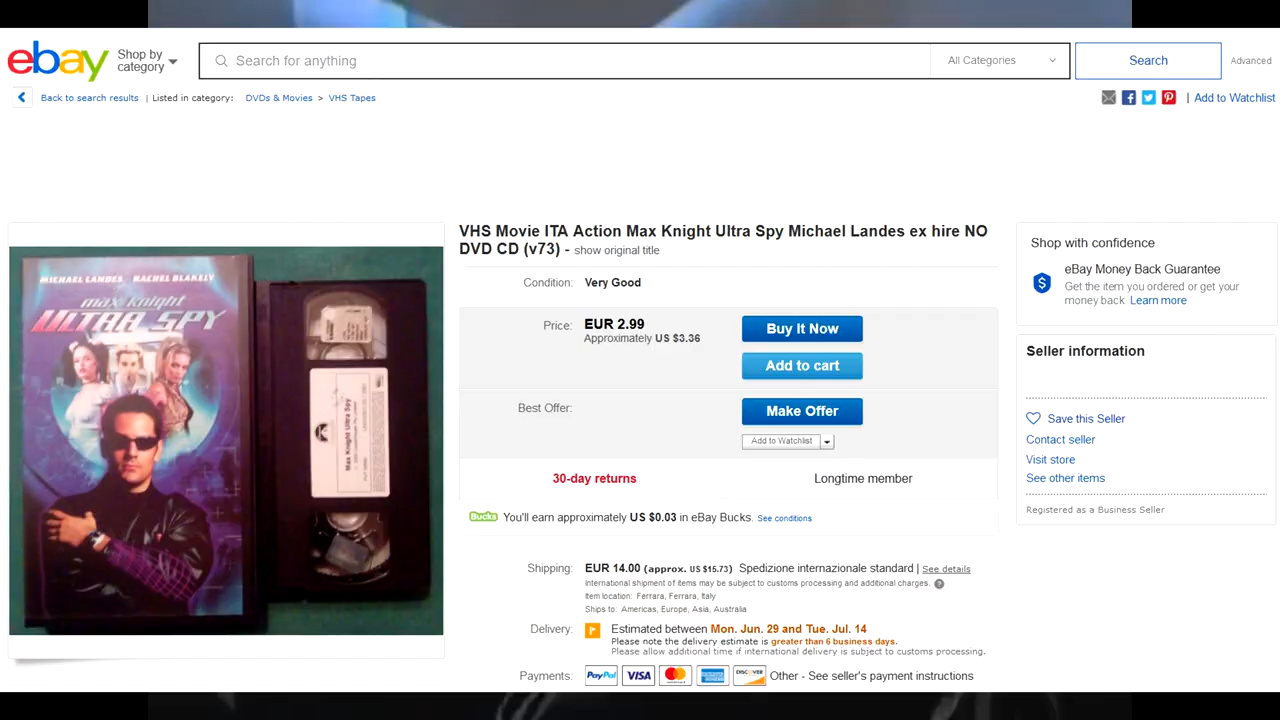 ebay
Shop by
category
Search for anything
All Categories
Search
Advanced
Back to search results | Listed in category: DVDs & Movies > VHS Tapes
| Add to Watchlist
VHS Movie ITA Action Max Knight Ultra Spy Michael Landes ex hire NO
DVD CD (v73) - show original title
Condition: Very Good
Price: EUR 2.99
Approximately US $3.36
Buy It Now
Add to cart
Best Offer:
Make Offer
Add to Watchlist
30-day returns
Longtime member
Bucks You'll earn approximately US $0.03 in eBay Bucks. See conditions
Shipping: EUR 14.00 (approx. US $15.73) Spedizione internazionale standard | See details
International shipment of items may be subject to customs processing and additional charges. ?
Item location: Ferrara, Ferrara, Italy
Ships to: Americas, Europe, Asia, Australia
Delivery: Estimated between Mon. Jun. 29 and Tue. Jul. 14
Please note the delivery estimate is greater than 6 business days.
Please allow additional time if international delivery is subject to customs processing.
Payments: PayPal VISA MasterCard AMERICAN EXPRESS DISCOVER Other - See seller's payment instructions
Shop with confidence
eBay Money Back Guarantee
Get the item you ordered or get your
money back. Learn more
Seller information
Save this Seller
Contact seller
Visit store
See other items
Registered as a Business Seller
MICHAEL LANDES RACHEL BLAKELY
max knight
ULTRA SPY
Max Knight Ultra Spy